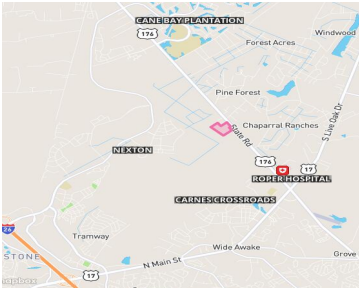 CANE BAY PLANTATION
176
Windwood
Forest Acres
Pine Forest
S Live Oak Dr
State Rd
Chaparral Ranches
NEXTON
176
17
ROPER HOSPITAL
CARNES CROSSROADS
26
Tramway
STONE
Wide Awake
N Main St
Grove
17
mapbox